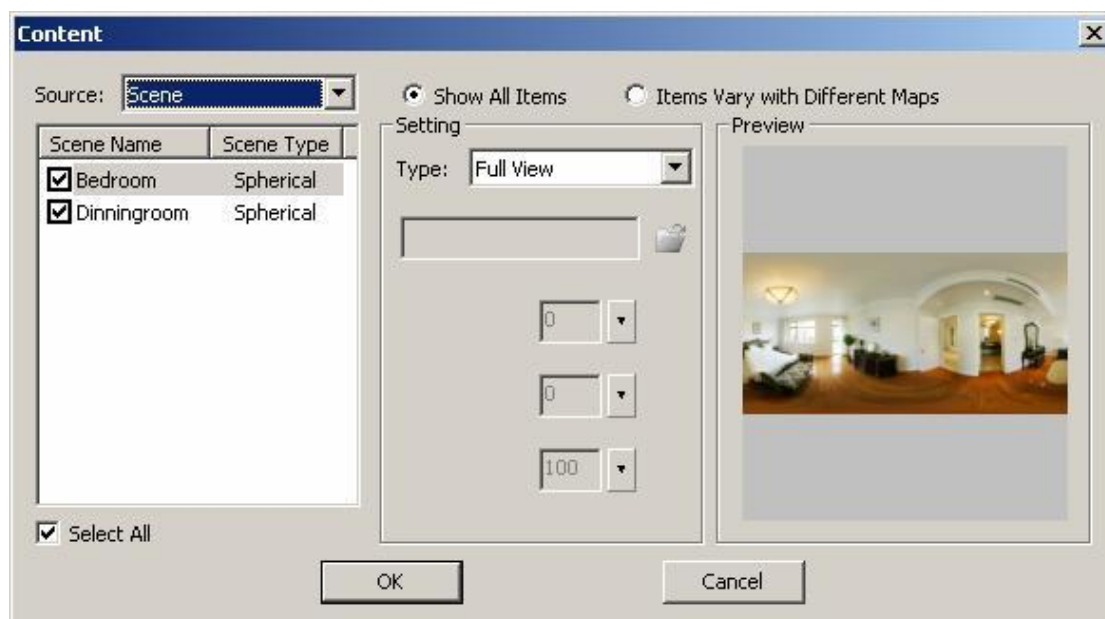 Content
Source: Scene
Show All Items
Items Vary with Different Maps
Scene Name Scene Type
Bedroom Spherical
Dinningroom Spherical
Select All
Setting
Type: Full View
0
0
100
Preview
OK
Cancel